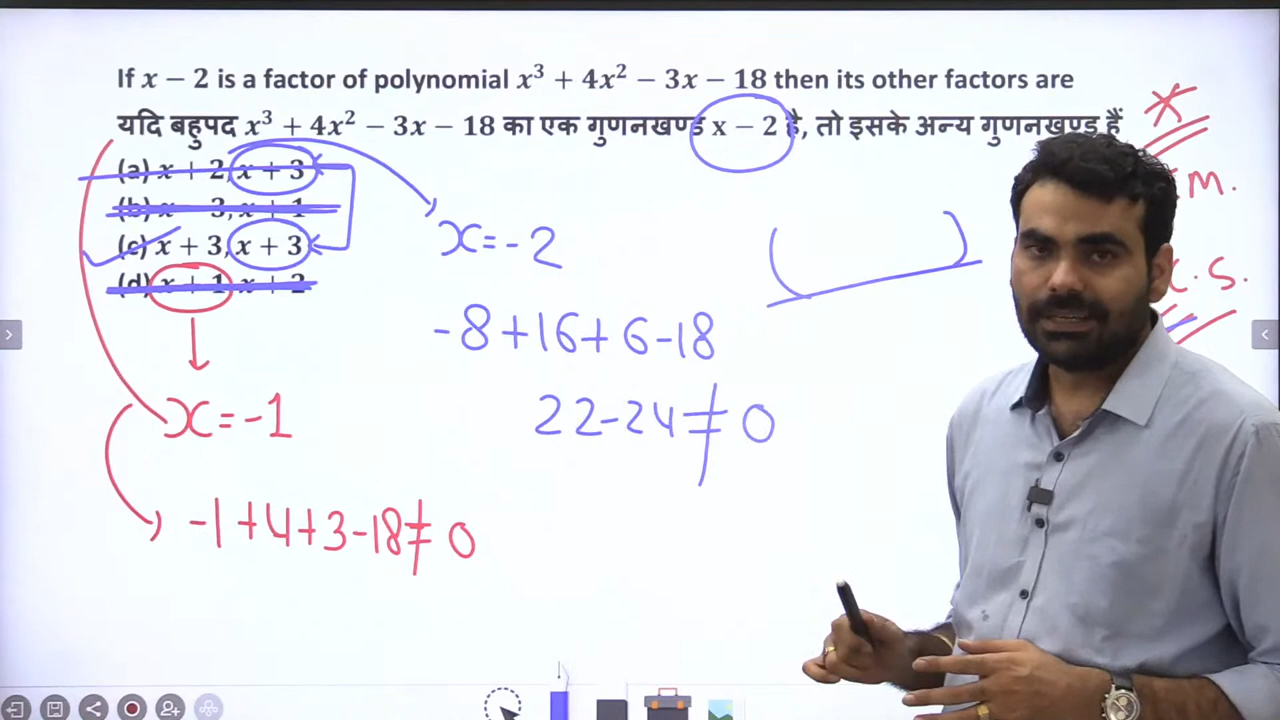 If x − 2 is a factor of polynomial x³ + 4x² − 3x − 18 then its other factors are
यदि बहुपद x³ + 4x² − 3x − 18 का एक गुणनखण्ड x − 2 है, तो इसके अन्य गुणनखण्ड हैं
(a) x + 2, x + 3
(b) x − 3, x + 1
(c) x + 3, x + 3
(d) x + 1, x + 2
x=-2
-8+16+6-18
22-24≠0
x=-1
-1+4+3-18≠0
M.
S.